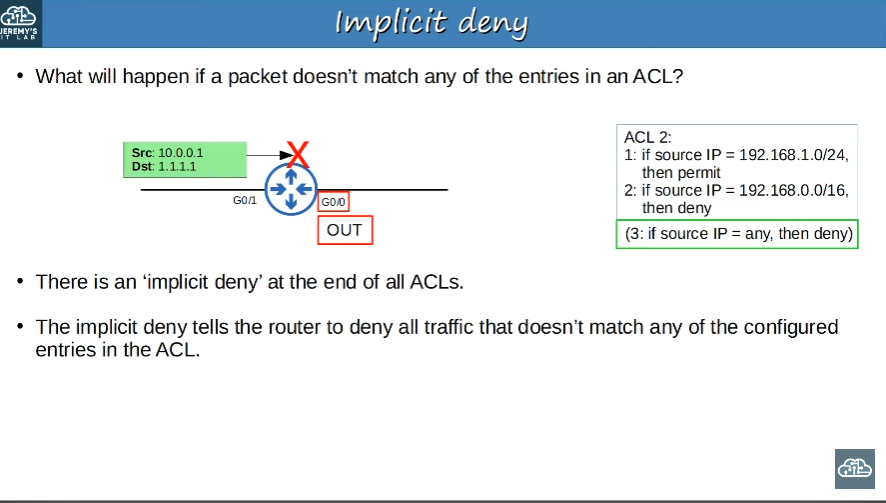 Implicit deny
JEREMY'S
IT LAB
• What will happen if a packet doesn't match any of the entries in an ACL?
Src: 10.0.0.1
Dst: 1.1.1.1
G0/1
G0/0
OUT
ACL 2:
1: if source IP = 192.168.1.0/24,
then permit
2: if source IP = 192.168.0.0/16,
then deny
(3: if source IP = any, then deny)
• There is an ‘implicit deny’ at the end of all ACLs.
• The implicit deny tells the router to deny all traffic that doesn't match any of the configured
entries in the ACL.